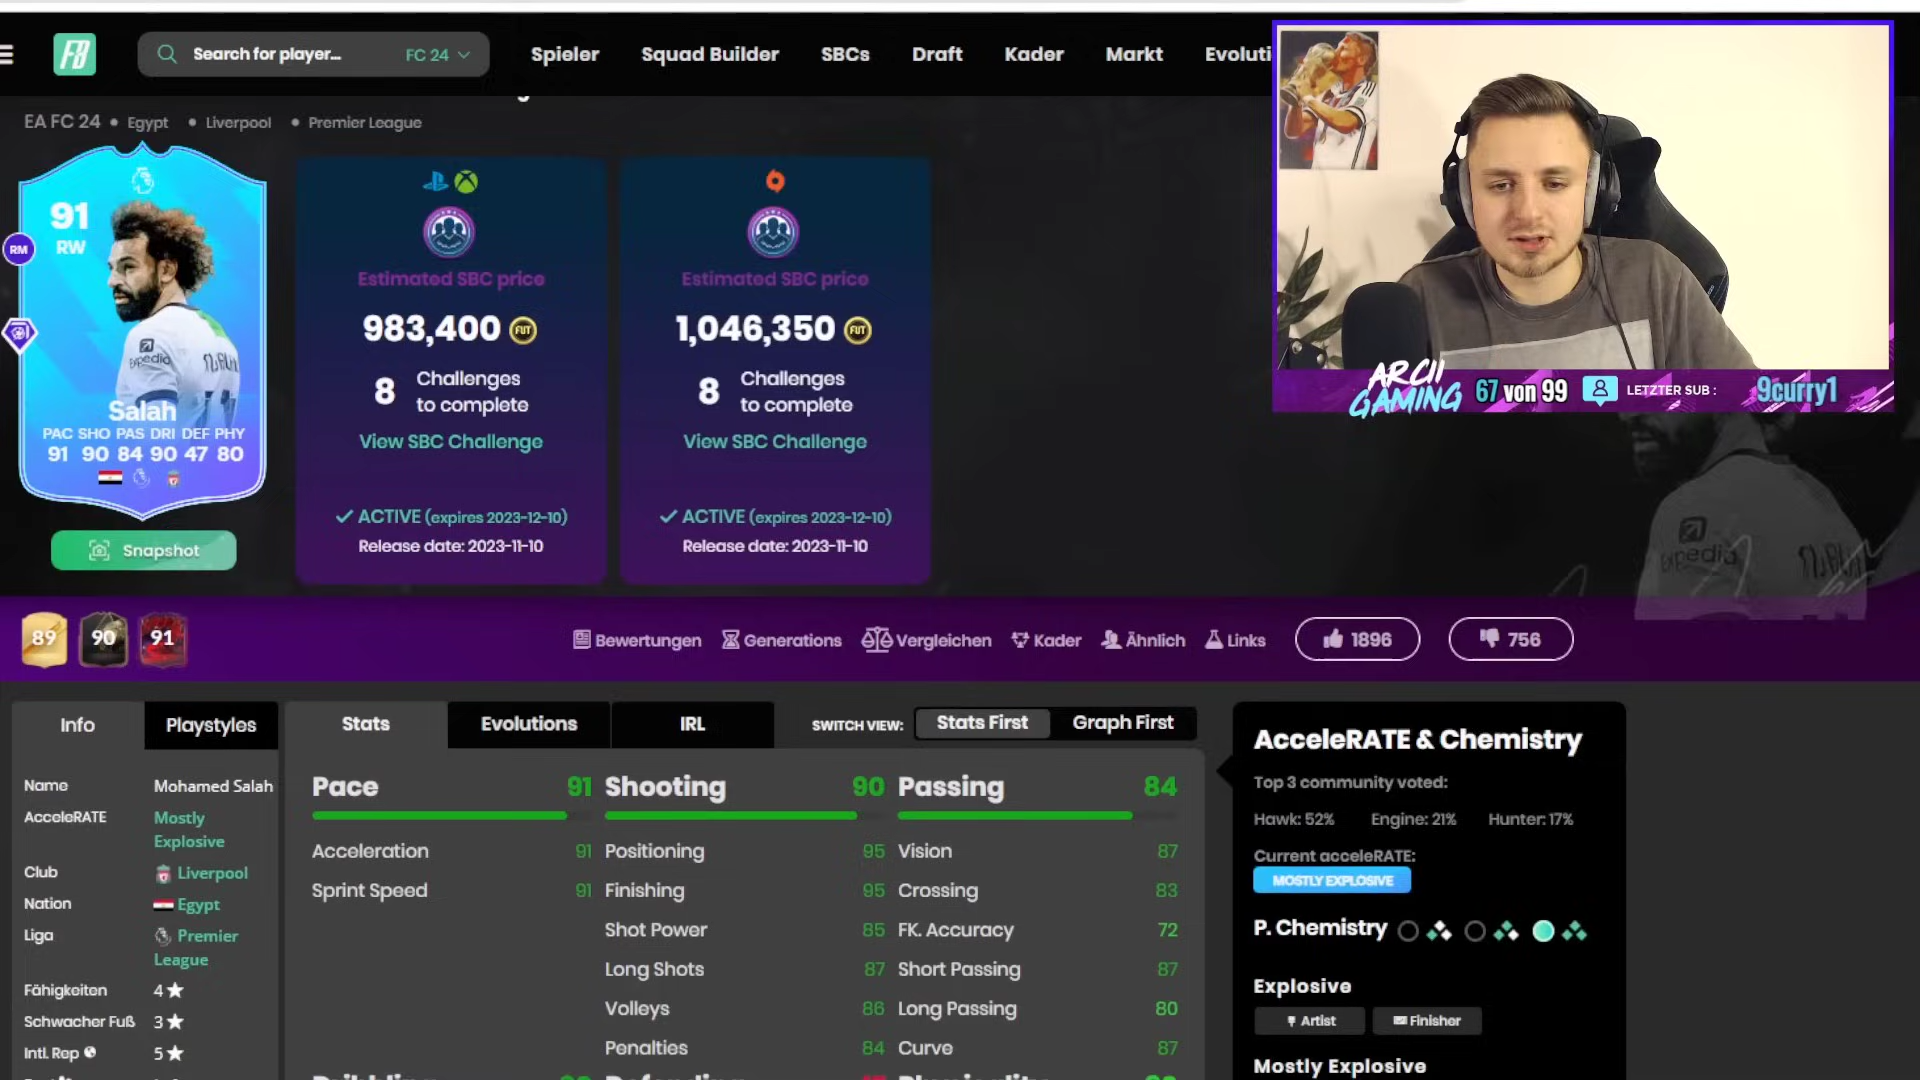 Search for player... FC 24
Spieler Squad Builder SBCs Draft Kader Markt Evoluti
EA FC 24 • Egypt • Liverpool • Premier League
91
RW
RM
Salah
PAC SHO PAS DRI DEF PHY
91 90 84 90 47 80
Snapshot
Estimated SBC price
983,400 FUT
8 Challenges
to complete
View SBC Challenge
ACTIVE (expires 2023-12-10)
Release date: 2023-11-10
Estimated SBC price
1,046,350 FUT
8 Challenges
to complete
View SBC Challenge
ACTIVE (expires 2023-12-10)
Release date: 2023-11-10
ARCII
GAMING
67 von 99
LETZTER SUB :
9curry1
89 90 91
Bewertungen Generations Vergleichen Kader Ähnlich Links 1896 756
Info Playstyles
Name Mohamed Salah
AcceleRATE Mostly
Explosive
Club Liverpool
Nation Egypt
Liga Premier
League
Fähigkeiten 4
Schwacher Fuß 3
Intl. Rep 5
Stats Evolutions IRL
SWITCH VIEW: Stats First Graph First
Pace 91
Acceleration 91
Sprint Speed 91
Shooting 90
Positioning 95
Finishing 95
Shot Power 85
Long Shots 87
Volleys 86
Penalties 84
Passing 84
Vision 87
Crossing 83
FK. Accuracy 72
Short Passing 87
Long Passing 80
Curve 87
AcceleRATE & Chemistry
Top 3 community voted:
Hawk: 52% Engine: 21% Hunter: 17%
Current acceleRATE:
MOSTLY EXPLOSIVE
P. Chemistry
Explosive
Artist Finisher
Mostly Explosive